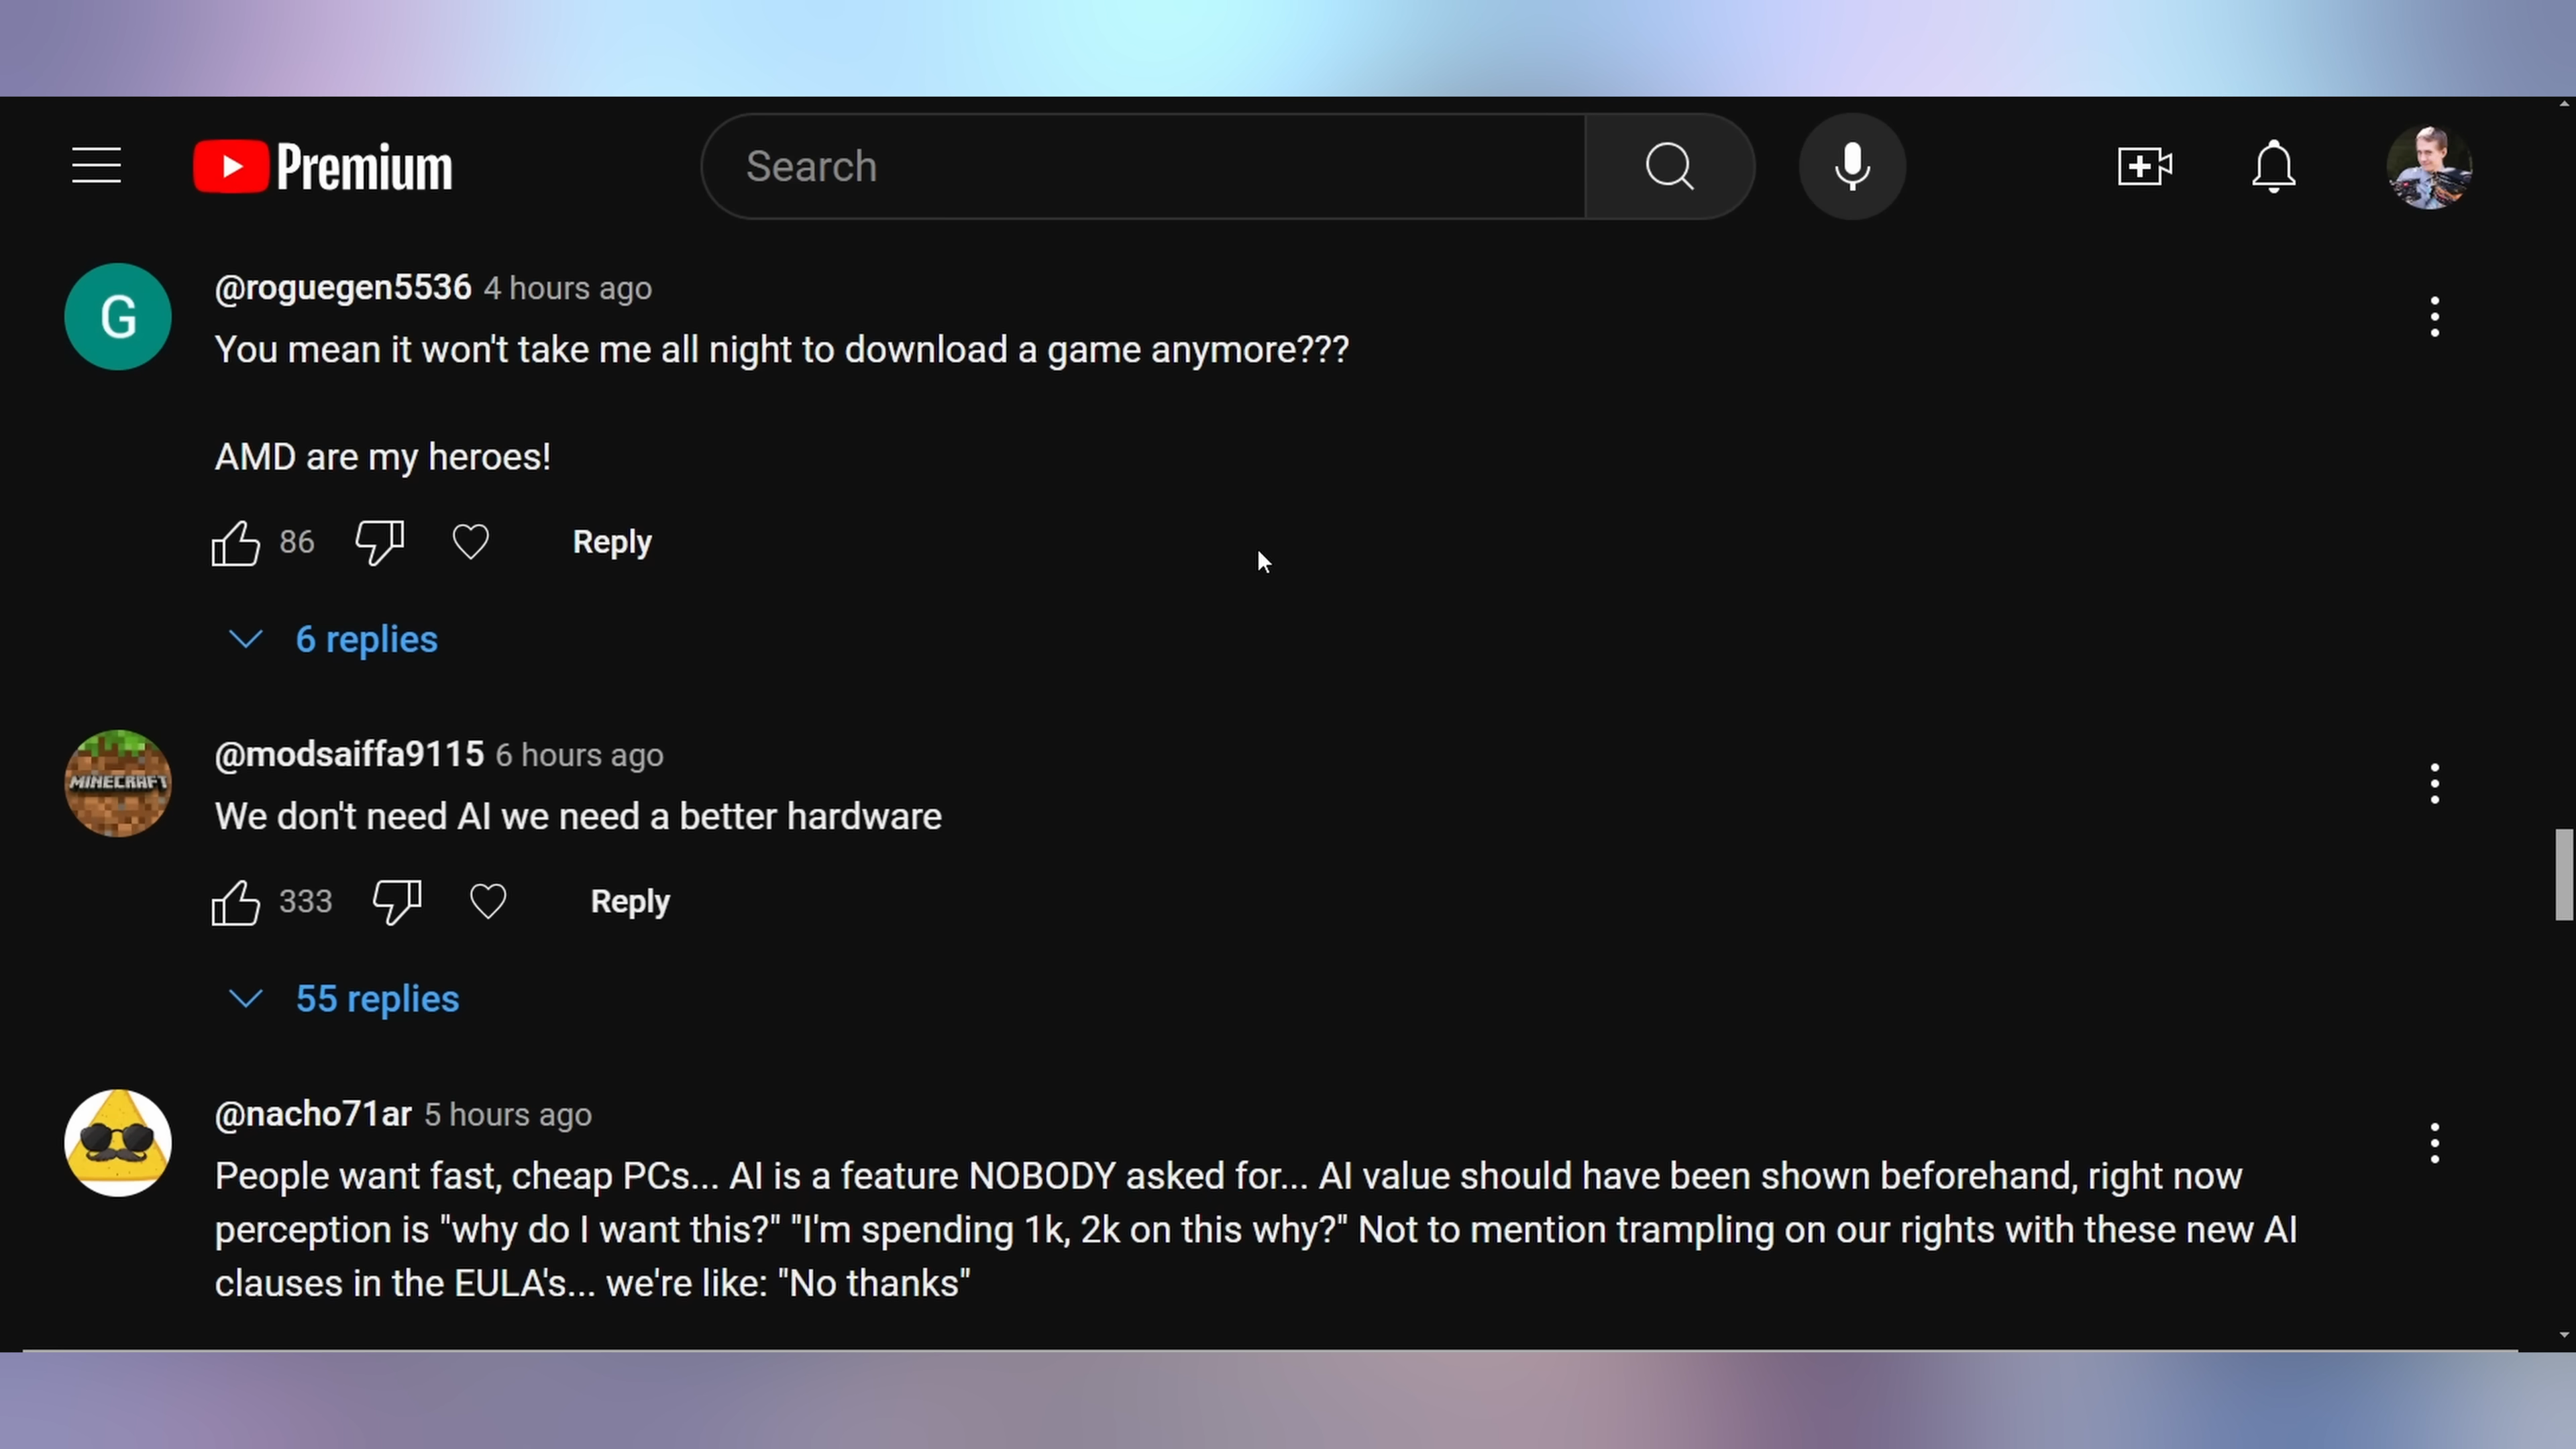 Premium
Search
G
@roguegen5536 4 hours ago
You mean it won't take me all night to download a game anymore???
AMD are my heroes!
86 Reply
6 replies
MINECRAFT
@modsaiffa9115 6 hours ago
We don't need AI we need a better hardware
333 Reply
55 replies
@nacho71ar 5 hours ago
People want fast, cheap PCs... AI is a feature NOBODY asked for... AI value should have been shown beforehand, right now
perception is "why do I want this?" "I'm spending 1k, 2k on this why?" Not to mention trampling on our rights with these new AI
clauses in the EULA's... we're like: "No thanks"